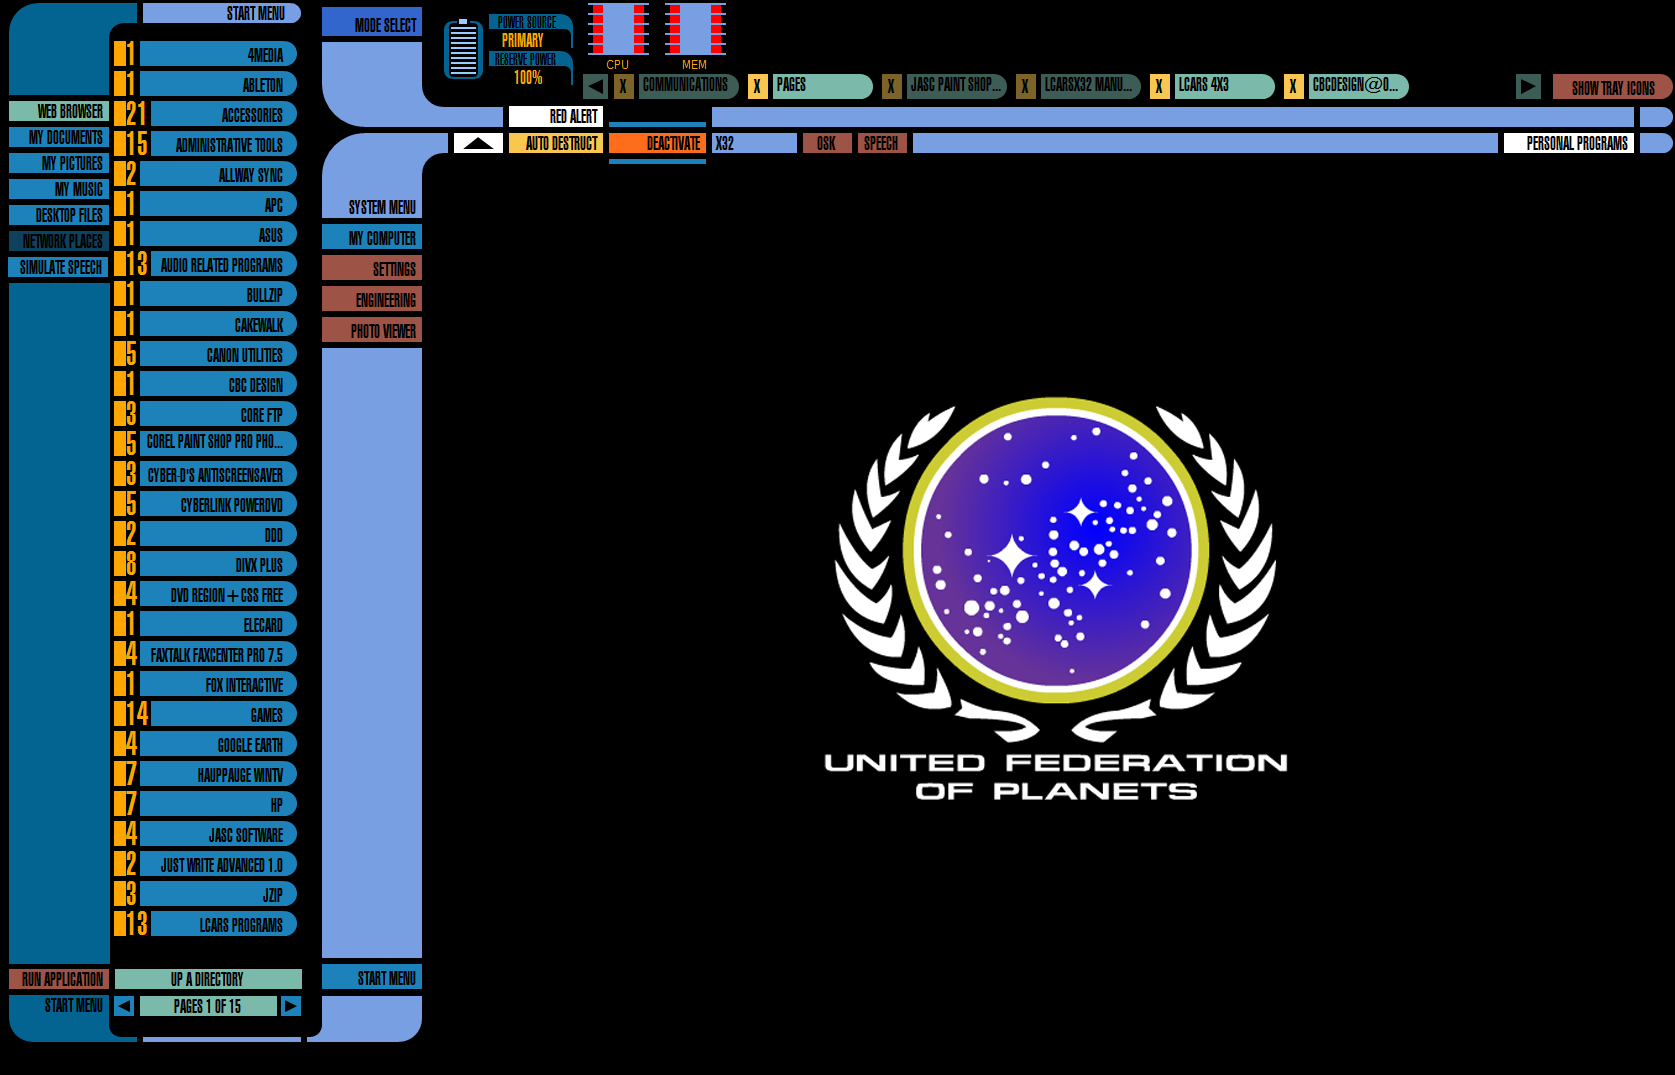 START MENU
1 4MEDIA
1 ABLETON
21 ACCESSORIES
15 ADMINISTRATIVE TOOLS
2 ALLWAY SYNC
1 APC
1 ASUS
13 AUDIO RELATED PROGRAMS
1 BULLZIP
1 CAKEWALK
5 CANON UTILITIES
1 CBC DESIGN
3 CORE FTP
5 COREL PAINT SHOP PRO PHO...
3 CYBER-D'S ANTISCREENSAVER
5 CYBERLINK POWERDVD
2 DDD
8 DIVX PLUS
4 DVD REGION+CSS FREE
1 ELECARD
4 FAXTALK FAXCENTER PRO 7.5
1 FOX INTERACTIVE
14 GAMES
4 GOOGLE EARTH
7 HAUPPAUGE WINTV
7 HP
4 JASC SOFTWARE
2 JUST WRITE ADVANCED 1.0
3 JZIP
13 LCARS PROGRAMS
WEB BROWSER
MY DOCUMENTS
MY PICTURES
MY MUSIC
DESKTOP FILES
NETWORK PLACES
SIMULATE SPEECH
RUN APPLICATION
UP A DIRECTORY
START MENU
PAGES 1 OF 15
MODE SELECT
POWER SOURCE
PRIMARY
RESERVE POWER
100%
CPU
MEM
X COMMUNICATIONS
X PAGES
X JASC PAINT SHOP...
X LCARSX32 MANU...
X LCARS 4X3
X CBCDESIGN@O...
SHOW TRAY ICONS
RED ALERT
AUTO DESTRUCT
DEACTIVATE
X32
OSK
SPEECH
PERSONAL PROGRAMS
SYSTEM MENU
MY COMPUTER
SETTINGS
ENGINEERING
PHOTO VIEWER
START MENU
UNITED FEDERATION
OF PLANETS